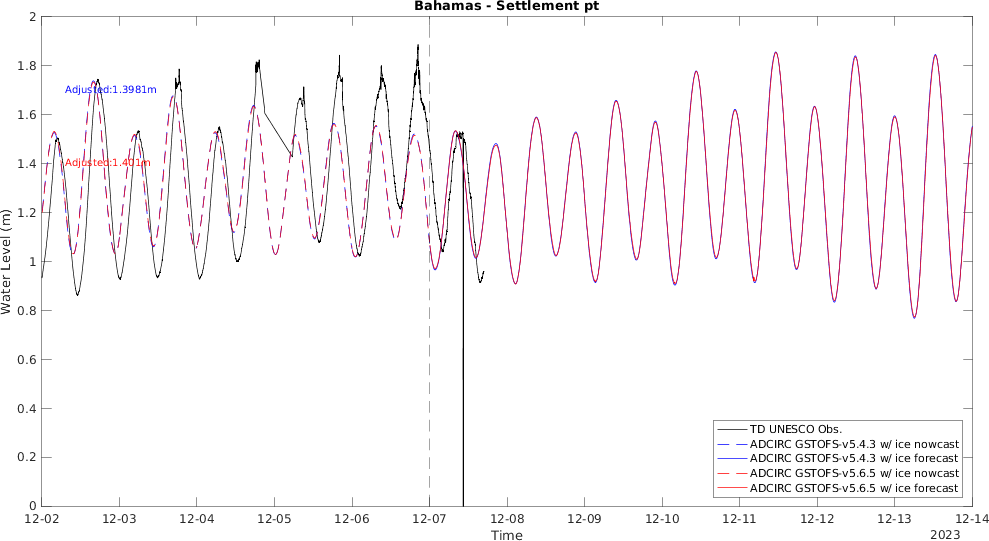 Bahamas - Settlement pt
2
1.8
1.6
1.4
1.2
1
0.8
0.6
0.4
0.2
0
Water Level (m)
Adjusted:1.3981m
Adjusted:1.401m
TD UNESCO Obs.
ADCIRC GSTOFS-v5.4.3 w/ ice nowcast
ADCIRC GSTOFS-v5.4.3 w/ ice forecast
ADCIRC GSTOFS-v5.6.5 w/ ice nowcast
ADCIRC GSTOFS-v5.6.5 w/ ice forecast
12-02 12-03 12-04 12-05 12-06 12-07 12-08 12-09 12-10 12-11 12-12 12-13 12-14
Time
2023